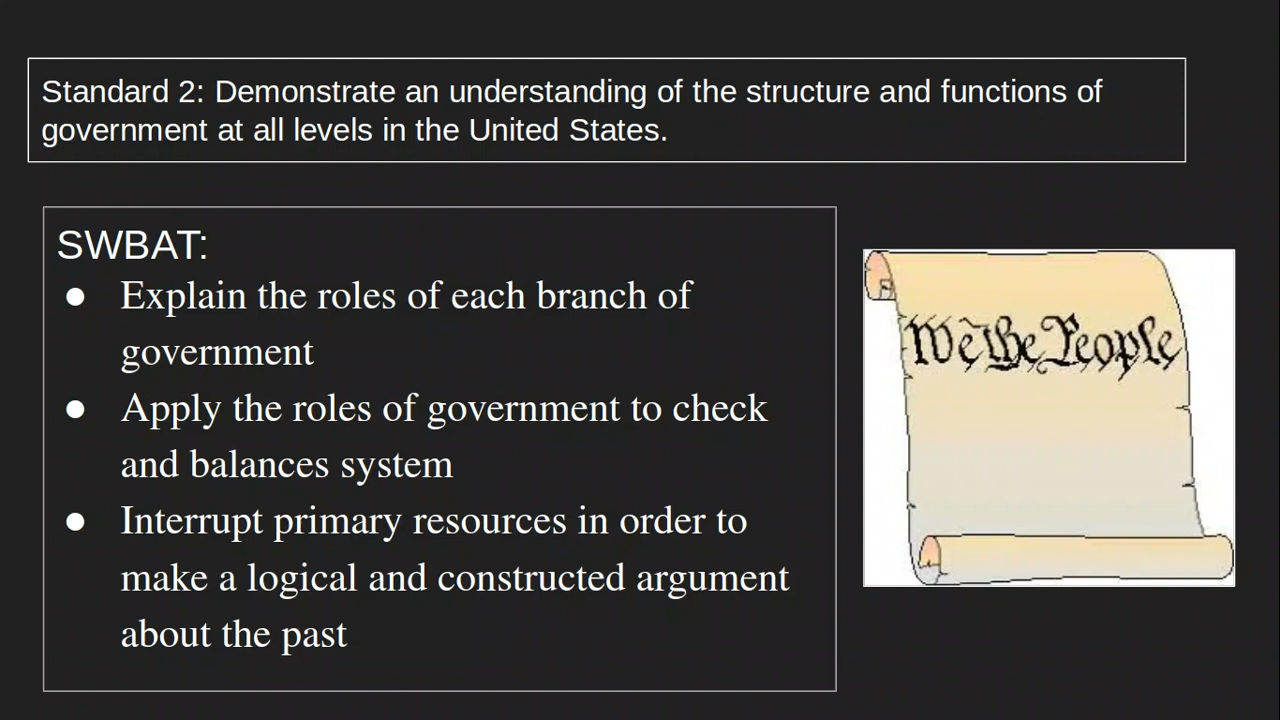 Standard 2: Demonstrate an understanding of the structure and functions of
government at all levels in the United States.
SWBAT:
● Explain the roles of each branch of
government
● Apply the roles of government to check
and balances system
● Interrupt primary resources in order to
make a logical and constructed argument
about the past
We the People